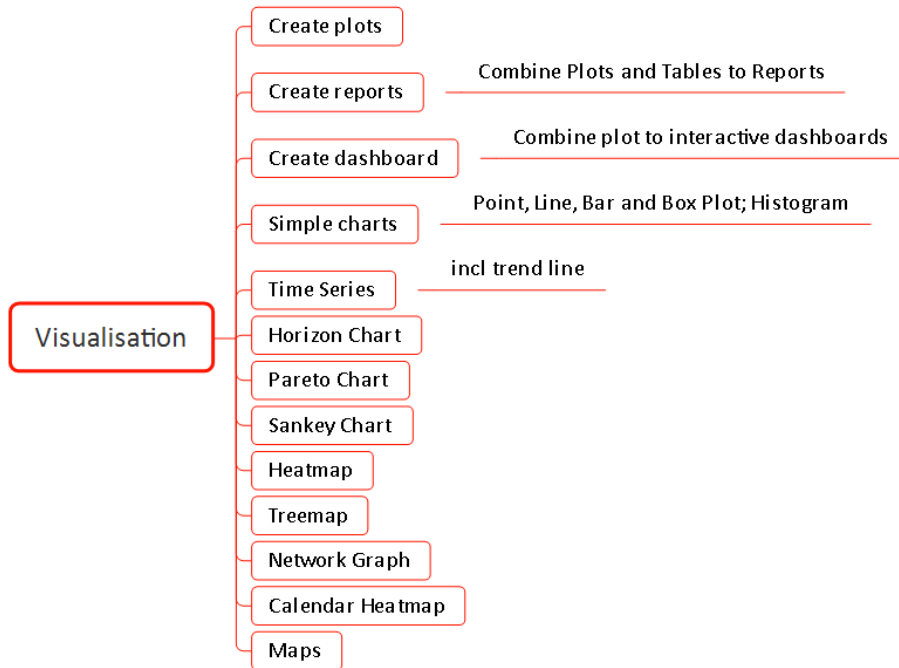 Create plots
Create reports
Combine Plots and Tables to Reports
Create dashboard
Combine plot to interactive dashboards
Simple charts
Point, Line, Bar and Box Plot; Histogram
Time Series
incl trend line
Visualisation
Horizon Chart
Pareto Chart
Sankey Chart
Heatmap
Treemap
Network Graph
Calendar Heatmap
Maps